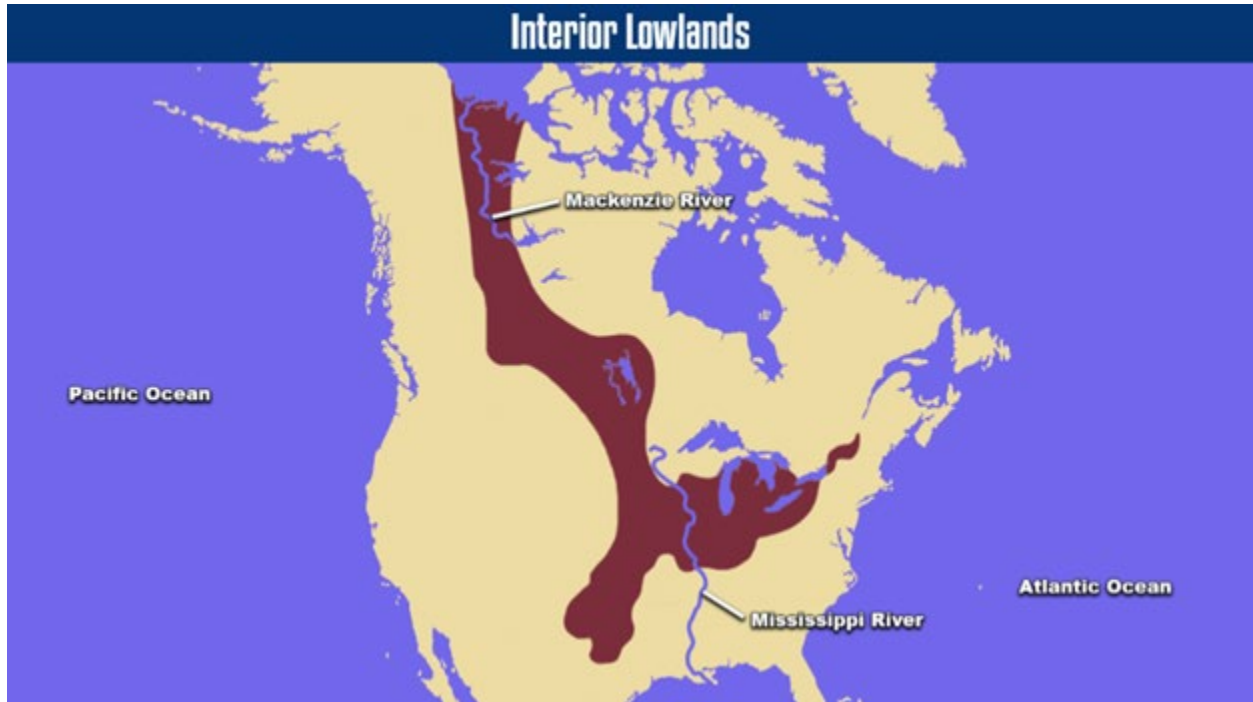 Interior Lowlands
Mackenzie River
Pacific Ocean
Atlantic Ocean
Mississippi River